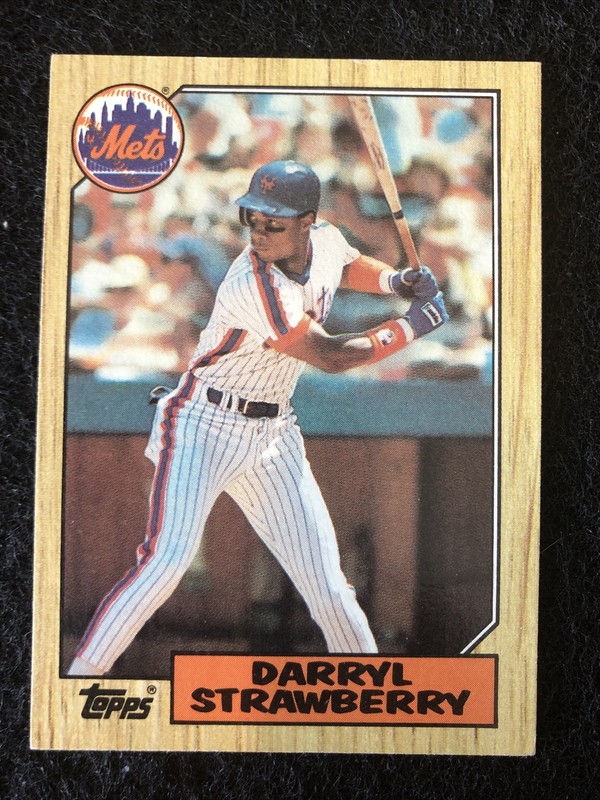 Mets
®
DARRYL
STRAWBERRY
Topps®